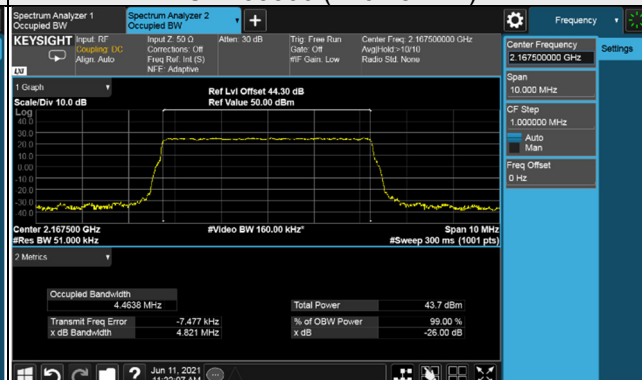 Spectrum Analyzer 1
Occupied BW
Spectrum Analyzer 2
Occupied BW
Frequency
KEYSIGHT
Input: RF
Coupling: DC
Align: Auto
Input Z: 50 Ω
Corrections: Off
Freq Ref: Int (S)
NFE: Adaptive
Atten: 30 dB
Trig: Free Run
Gate: Off
#IF Gain: Low
Center Freq: 2.167500000 GHz
Avg|Hold:>10/10
Radio Std: None
Center Frequency
2.167500000 GHz
Settings
Span
10.000 MHz
CF Step
1.000000 MHz
Auto
Man
Freq Offset
0 Hz
1 Graph
Scale/Div 10.0 dB
Ref Lvl Offset 44.30 dB
Ref Value 50.00 dBm
Log
40.0
30.0
20.0
10.0
0.00
-10.0
-20.0
-30.0
-40.0
Center 2.167500 GHz
#Res BW 51.000 kHz
#Video BW 160.00 kHz*
Span 10 MHz
#Sweep 300 ms (1001 pts)
2 Metrics
Occupied Bandwidth
4.4638 MHz
Total Power 43.7 dBm
Transmit Freq Error -7.477 kHz
% of OBW Power 99.00 %
x dB Bandwidth 4.821 MHz
x dB -26.00 dB
Jun 11, 2021